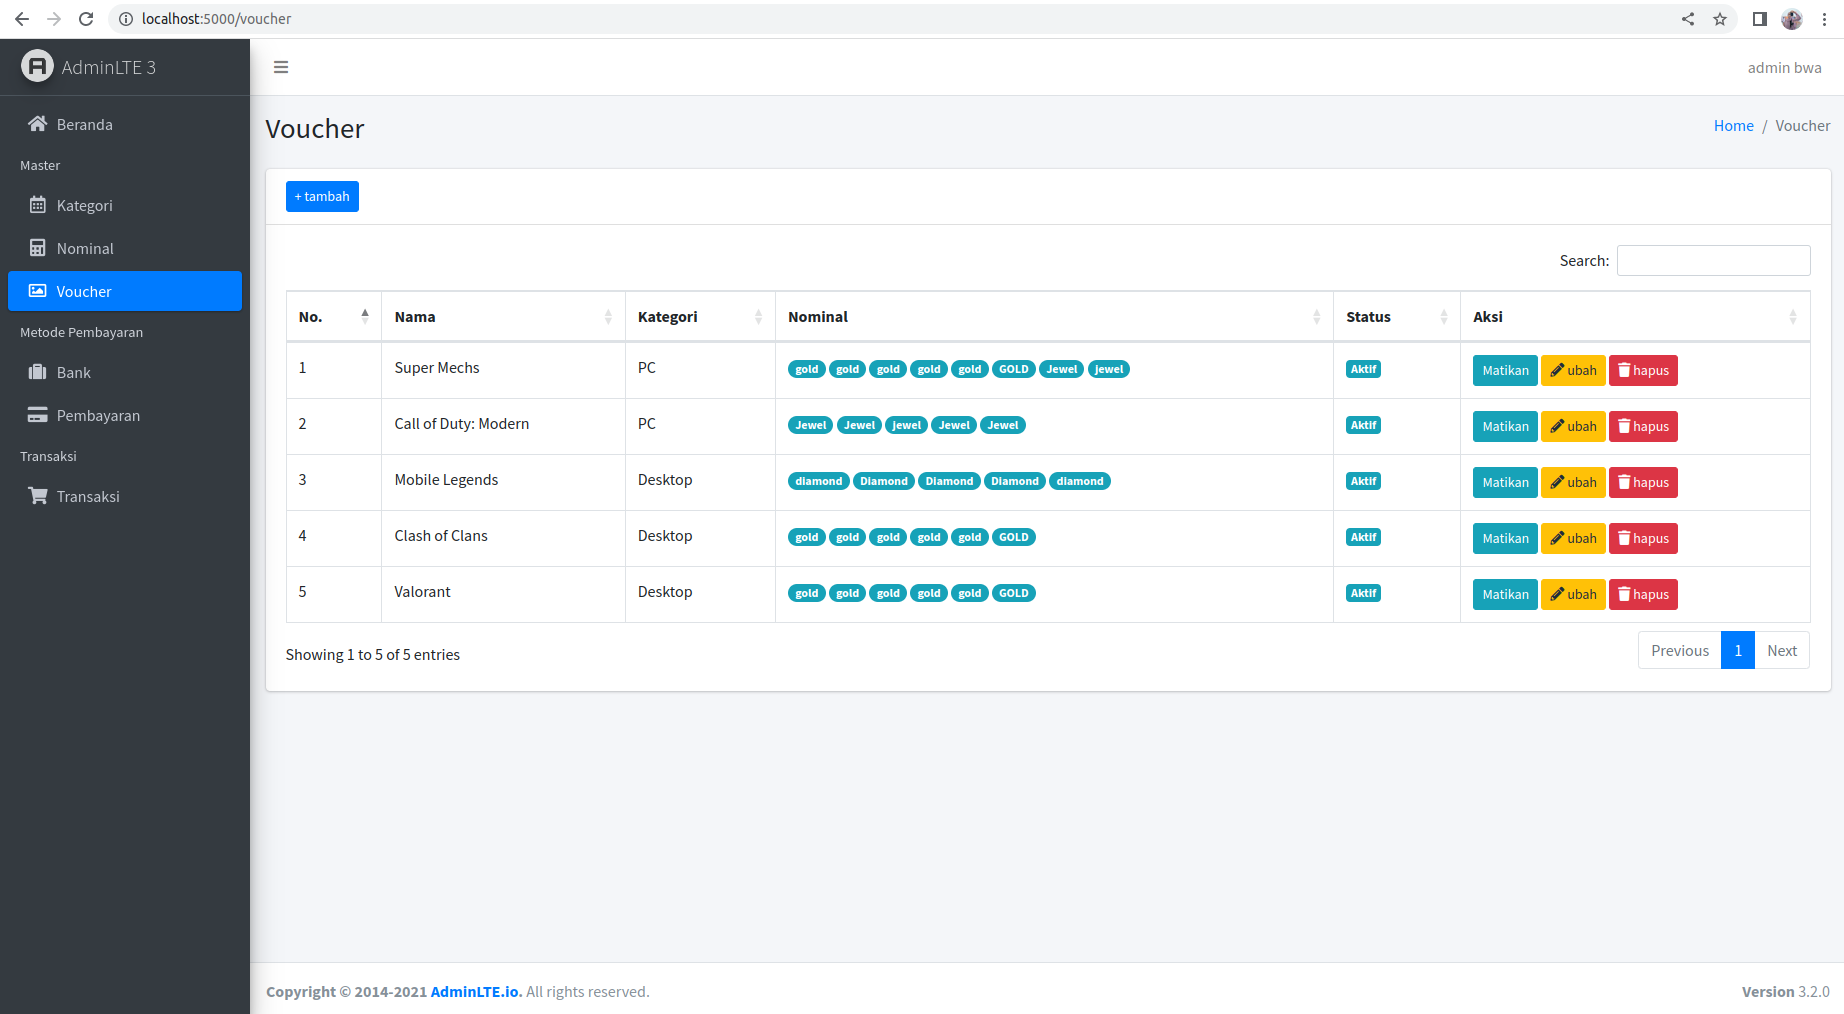 localhost:5000/voucher
AdminLTE 3
admin bwa
Beranda
Master
Kategori
Nominal
Voucher
Metode Pembayaran
Bank
Pembayaran
Transaksi
Transaksi
Voucher
Home / Voucher
+ tambah
Search:
No. Nama Kategori Nominal Status Aksi
1 Super Mechs PC gold gold gold gold gold GOLD Jewel jewel Aktif Matikan ubah hapus
2 Call of Duty: Modern PC Jewel Jewel jewel Jewel Jewel Aktif Matikan ubah hapus
3 Mobile Legends Desktop diamond Diamond Diamond Diamond diamond Aktif Matikan ubah hapus
4 Clash of Clans Desktop gold gold gold gold gold GOLD Aktif Matikan ubah hapus
5 Valorant Desktop gold gold gold gold gold GOLD Aktif Matikan ubah hapus
Showing 1 to 5 of 5 entries
Previous 1 Next
Copyright © 2014-2021 AdminLTE.io. All rights reserved.
Version 3.2.0